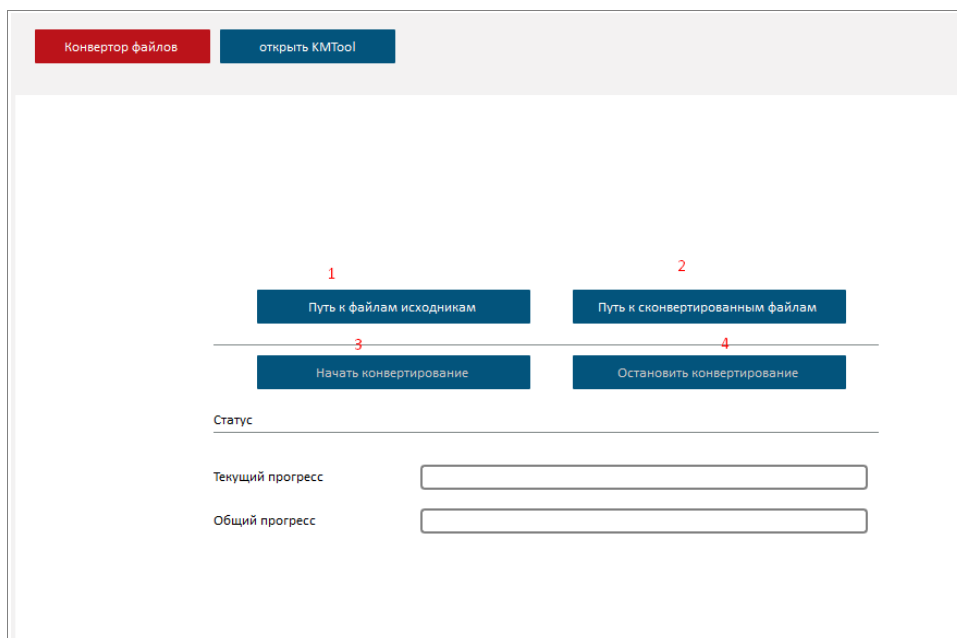 Конвертор файлов открыть KMTool
1 2
Путь к файлам исходникам Путь к сконвертированным файлам
3 4
Начать конвертирование Остановить конвертирование
Статус
Текущий прогресс
Общий прогресс